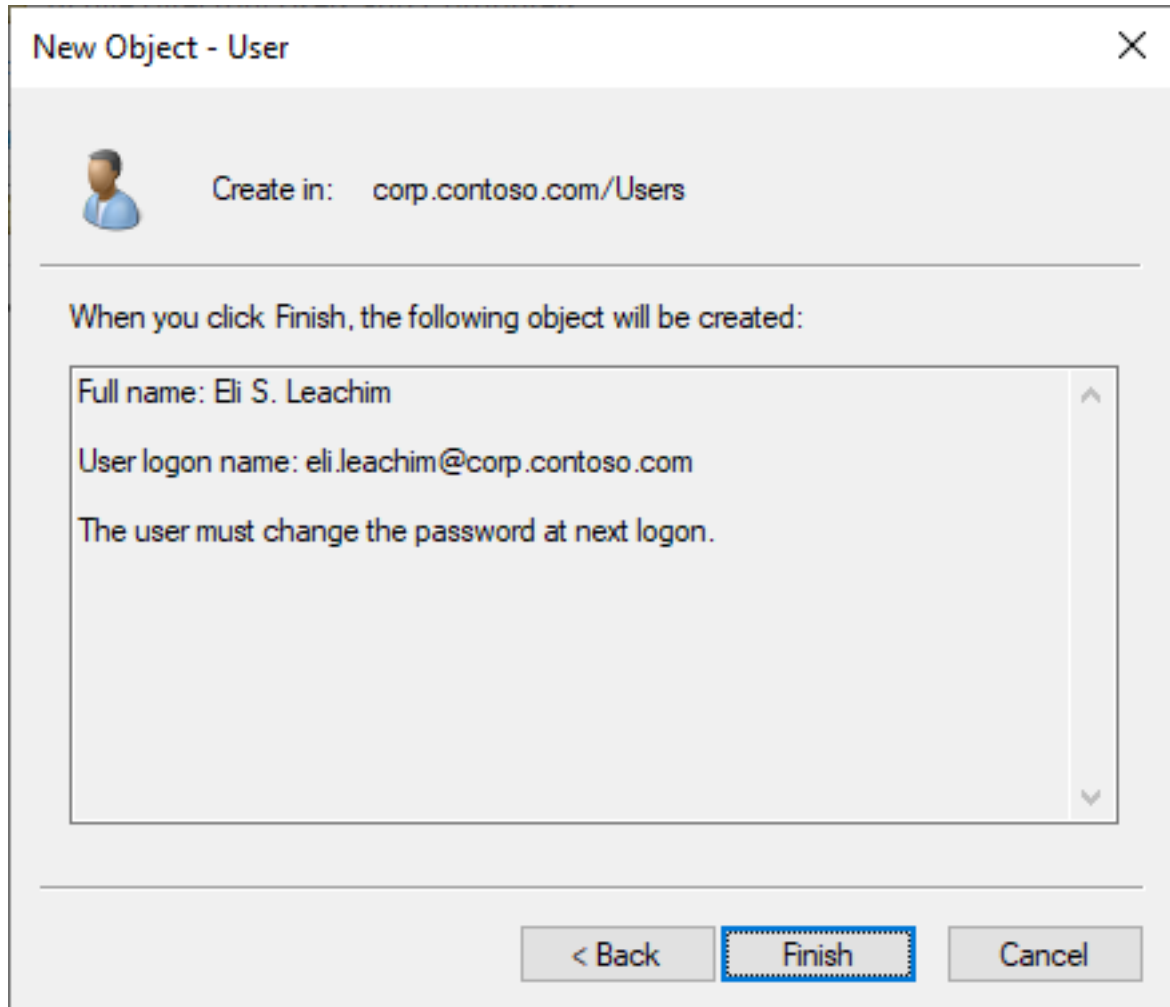 New Object - User
Create in: corp.contoso.com/Users
When you click Finish, the following object will be created:
Full name: Eli S. Leachim
User logon name: eli.leachim@corp.contoso.com
The user must change the password at next logon.
< Back
Finish
Cancel